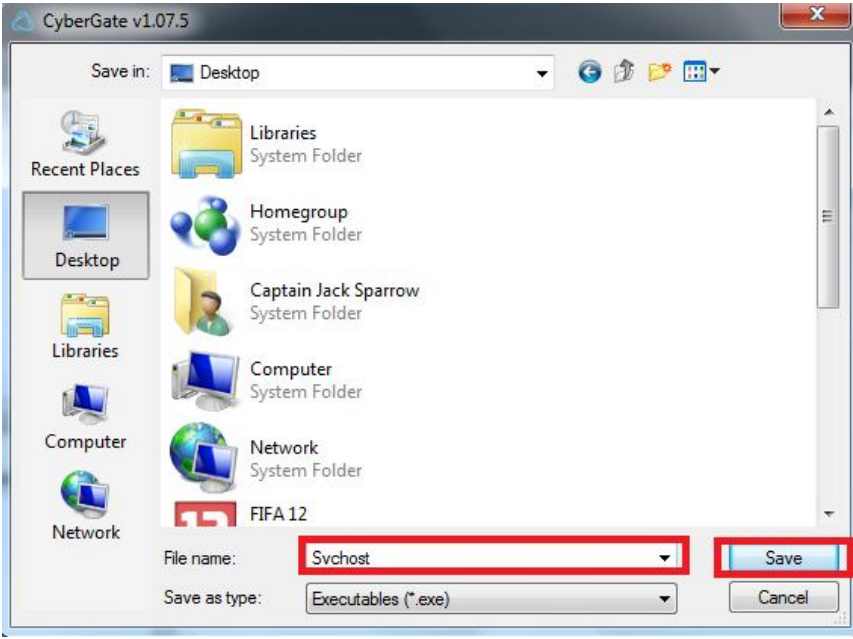 CyberGate v1.07.5
Save in: Desktop
Recent Places
Desktop
Libraries
Computer
Network
Libraries
System Folder
Homegroup
System Folder
Captain Jack Sparrow
System Folder
Computer
System Folder
Network
System Folder
FIFA 12
File name: Svchost Save
Save as type: Executables (*.exe) Cancel